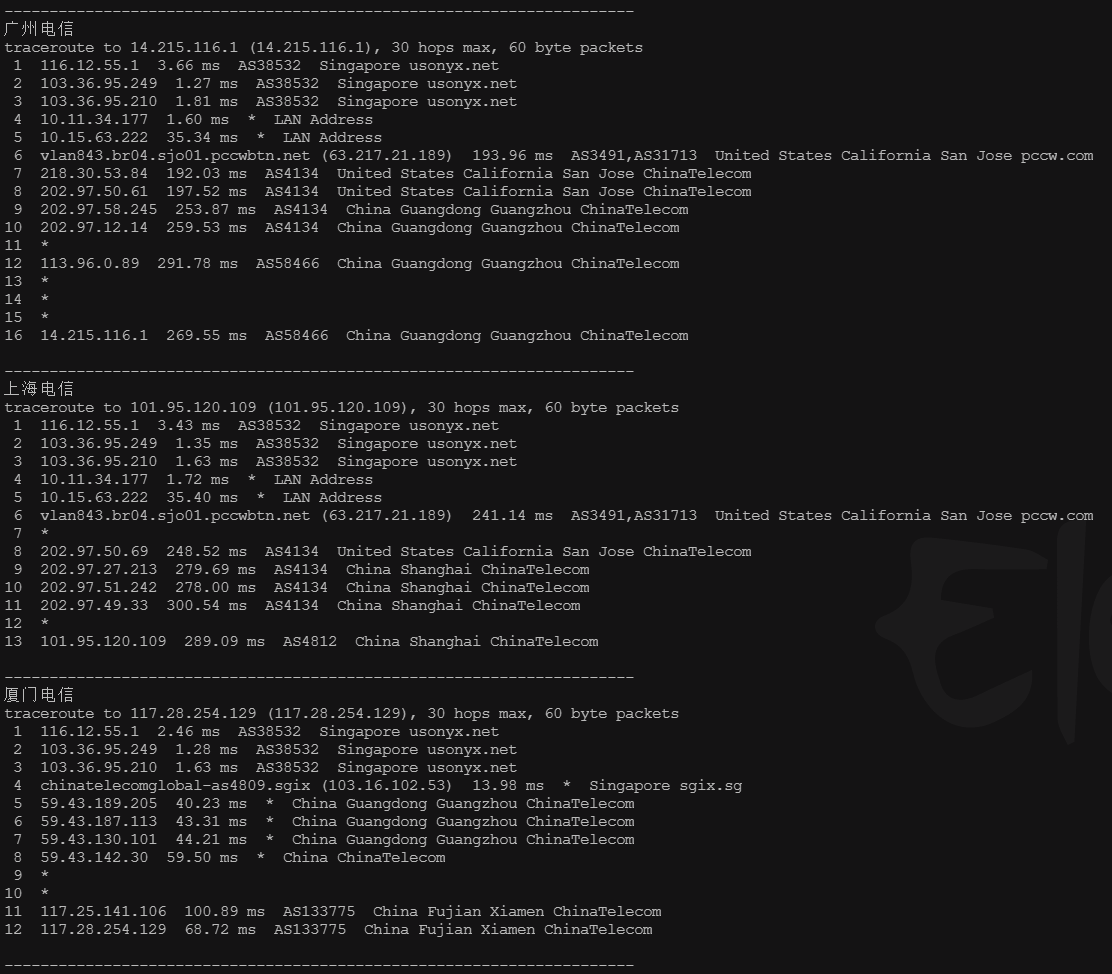 ----------------------------------------------------------------------
广州电信
traceroute to 14.215.116.1 (14.215.116.1), 30 hops max, 60 byte packets
 1  116.12.55.1  3.66 ms  AS38532  Singapore usonyx.net
 2  103.36.95.249  1.27 ms  AS38532  Singapore usonyx.net
 3  103.36.95.210  1.81 ms  AS38532  Singapore usonyx.net
 4  10.11.34.177  1.60 ms  *  LAN Address
 5  10.15.63.222  35.34 ms  *  LAN Address
 6  vlan843.br04.sjo01.pccwbtn.net (63.217.21.189)  193.96 ms  AS3491,AS31713  United States California San Jose pccw.com
 7  218.30.53.84  192.03 ms  AS4134  United States California San Jose ChinaTelecom
 8  202.97.50.61  197.52 ms  AS4134  United States California San Jose ChinaTelecom
 9  202.97.58.245  253.87 ms  AS4134  China Guangdong Guangzhou ChinaTelecom
10  202.97.12.14  259.53 ms  AS4134  China Guangdong Guangzhou ChinaTelecom
11  *
12  113.96.0.89  291.78 ms  AS58466  China Guangdong Guangzhou ChinaTelecom
13  *
14  *
15  *
16  14.215.116.1  269.55 ms  AS58466  China Guangdong Guangzhou ChinaTelecom
----------------------------------------------------------------------
上海电信
traceroute to 101.95.120.109 (101.95.120.109), 30 hops max, 60 byte packets
 1  116.12.55.1  3.43 ms  AS38532  Singapore usonyx.net
 2  103.36.95.249  1.35 ms  AS38532  Singapore usonyx.net
 3  103.36.95.210  1.63 ms  AS38532  Singapore usonyx.net
 4  10.11.34.177  1.72 ms  *  LAN Address
 5  10.15.63.222  35.40 ms  *  LAN Address
 6  vlan843.br04.sjo01.pccwbtn.net (63.217.21.189)  241.14 ms  AS3491,AS31713  United States California San Jose pccw.com
 7  *
 8  202.97.50.69  248.52 ms  AS4134  United States California San Jose ChinaTelecom
 9  202.97.27.213  279.69 ms  AS4134  China Shanghai ChinaTelecom
10  202.97.51.242  278.00 ms  AS4134  China Shanghai ChinaTelecom
11  202.97.49.33  300.54 ms  AS4134  China Shanghai ChinaTelecom
12  *
13  101.95.120.109  289.09 ms  AS4812  China Shanghai ChinaTelecom
----------------------------------------------------------------------
厦门电信
traceroute to 117.28.254.129 (117.28.254.129), 30 hops max, 60 byte packets
 1  116.12.55.1  2.46 ms  AS38532  Singapore usonyx.net
 2  103.36.95.249  1.28 ms  AS38532  Singapore usonyx.net
 3  103.36.95.210  1.63 ms  AS38532  Singapore usonyx.net
 4  chinatelecomglobal-as4809.sgix (103.16.102.53)  13.98 ms  *  Singapore sgix.sg
 5  59.43.189.205  40.23 ms  *  China Guangdong Guangzhou ChinaTelecom
 6  59.43.187.113  43.31 ms  *  China Guangdong Guangzhou ChinaTelecom
 7  59.43.130.101  44.21 ms  *  China Guangdong Guangzhou ChinaTelecom
 8  59.43.142.30  59.50 ms  *  China ChinaTelecom
 9  *
10  *
11  117.25.141.106  100.89 ms  AS133775  China Fujian Xiamen ChinaTelecom
12  117.28.254.129  68.72 ms  AS133775  China Fujian Xiamen ChinaTelecom
----------------------------------------------------------------------